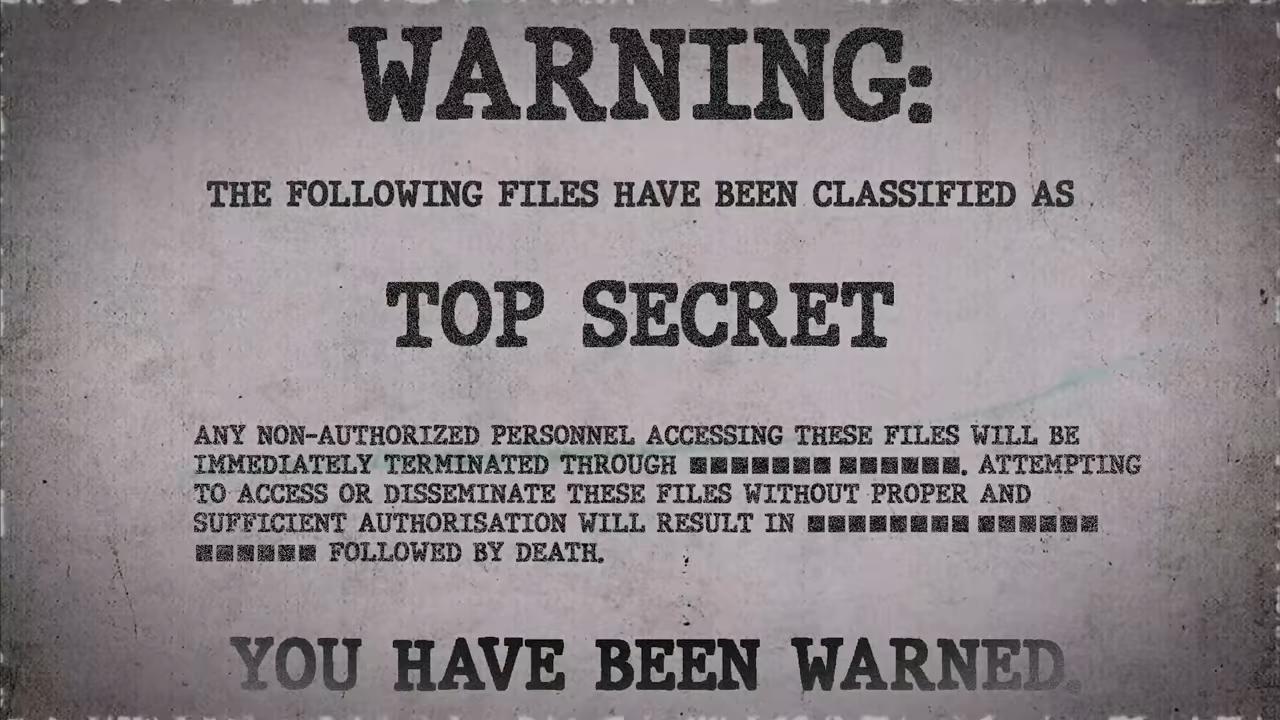 WARNING:
THE FOLLOWING FILES HAVE BEEN CLASSIFIED AS
TOP SECRET
ANY NON-AUTHORIZED PERSONNEL ACCESSING THESE FILES WILL BE
IMMEDIATELY TERMINATED THROUGH ■■■■■■■ ■■■■■■. ATTEMPTING
TO ACCESS OR DISSEMINATE THESE FILES WITHOUT PROPER AND
SUFFICIENT AUTHORISATION WILL RESULT IN ■■■■■■■■ ■■■■■■
■■■■■■ FOLLOWED BY DEATH.
YOU HAVE BEEN WARNED.